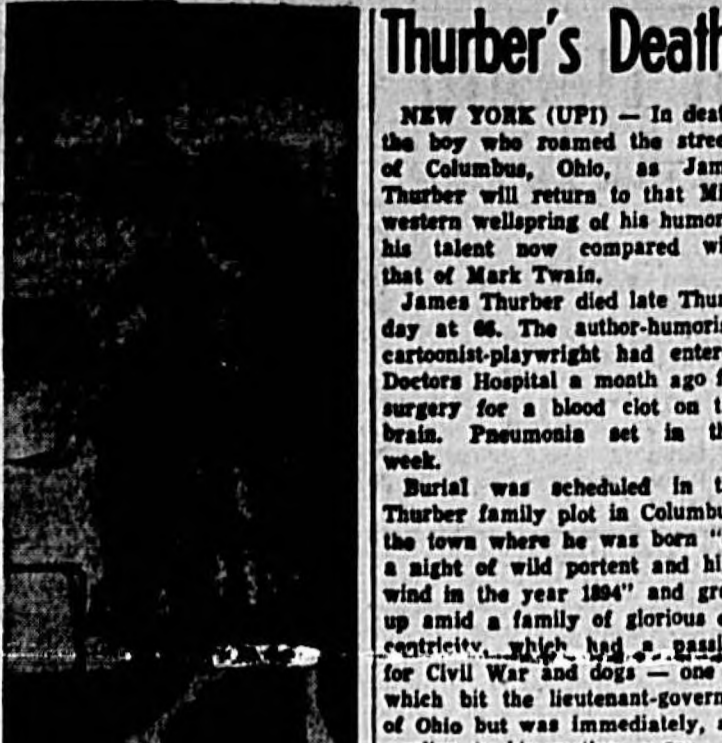 Thurber's Death
NEW YORK (UPI) — In deat
the boy who roamed the stree
of Columbus, Ohio, as Jam
Thurber will return to that Mi
western wellspring of his humor
his talent now compared wi
that of Mark Twain.
James Thurber died late Thur
day at 66. The author-humoris
cartoonist-playwright had enter
Doctors Hospital a month ago f
surgery for a blood clot on t
brain. Pneumonia set in th
week.
Burial was scheduled in t
Thurber family plot in Columbu
the town where he was born "
a night of wild portent and hi
wind in the year 1894" and gre
up amid a family of glorious e
centricity, which had a passi
for Civil War and dogs — one
which bit the lieutenant-govern
of Ohio but was immediately, a